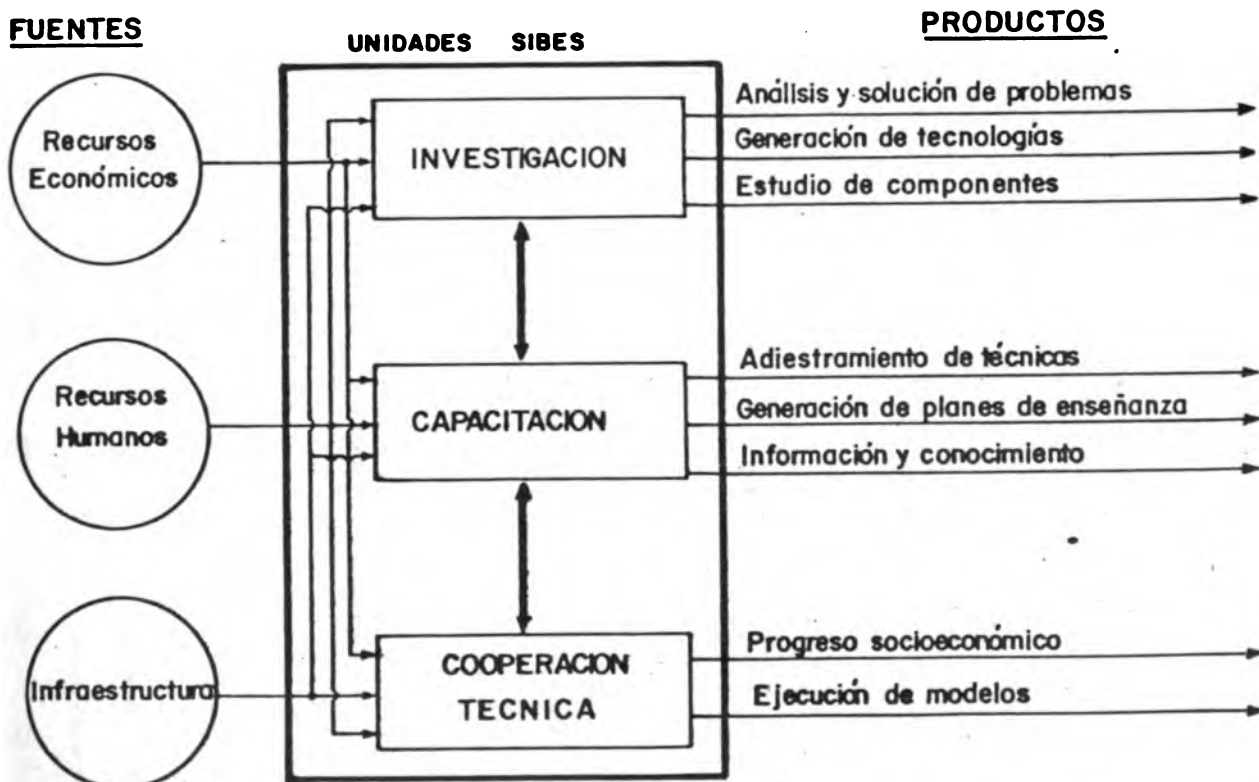 FUENTES
UNIDADES SIBES
PRODUCTOS
Recursos
Económicos
INVESTIGACION
Análisis y solución de problemas
Generación de tecnologías
Estudio de componentes
Recursos
Humanos
CAPACITACION
Adiestramiento de técnicas
Generación de planes de enseñanza
Información y conocimiento
Infraestructura
COOPERACION
TECNICA
Progreso socioeconómico
Ejecución de modelos